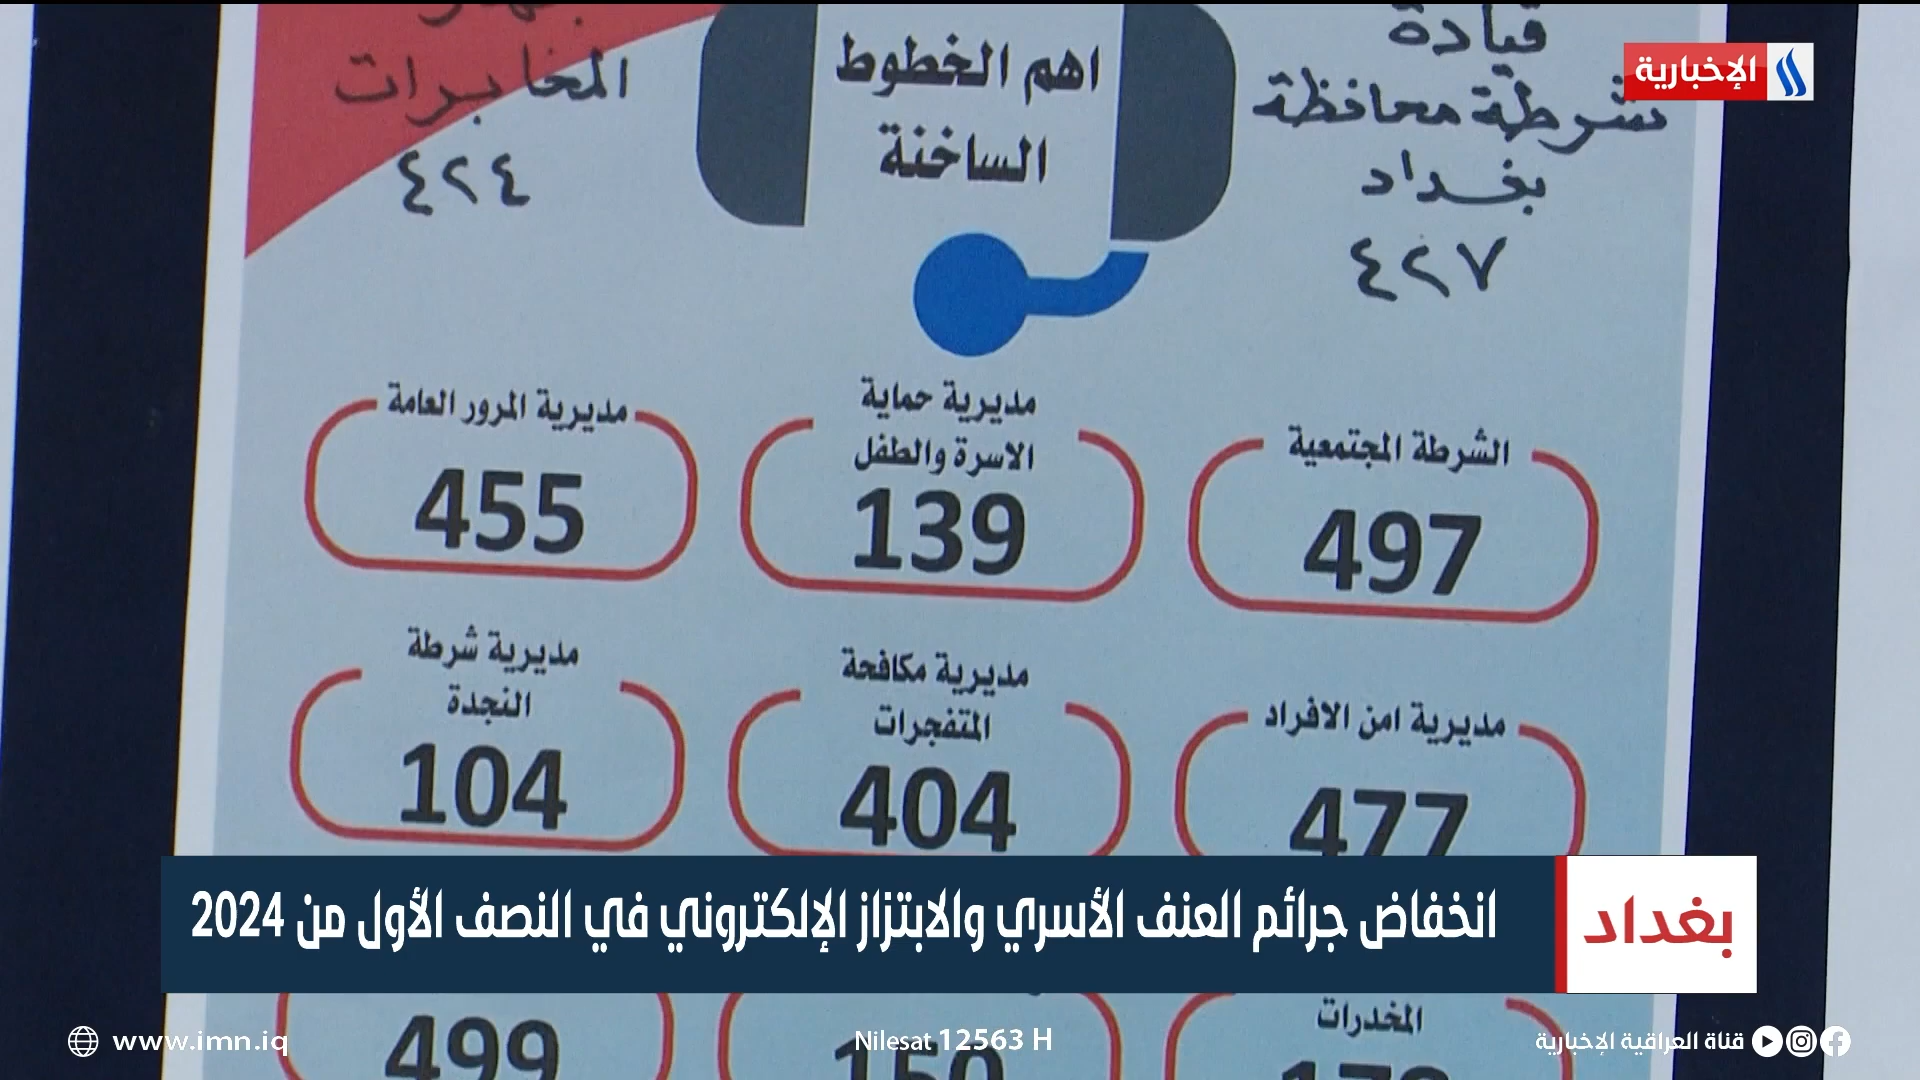 الإخبارية
قيادة
شرطة محافظة
بغداد
٤٢٧
اهم الخطوط
الساخنة
المخابرات
٤٢٤
الشرطة المجتمعية
497
مديرية حماية
الاسرة والطفل
139
مديرية المرور العامة
455
مديرية امن الافراد
477
مديرية مكافحة
المتفجرات
404
مديرية شرطة
النجدة
104
بغداد
انخفاض جرائم العنف الأسري والابتزاز الإلكتروني في النصف الأول من 2024
المخدرات
499
قناة العراقية الإخبارية
Nilesat 12563 H
www.imn.iq